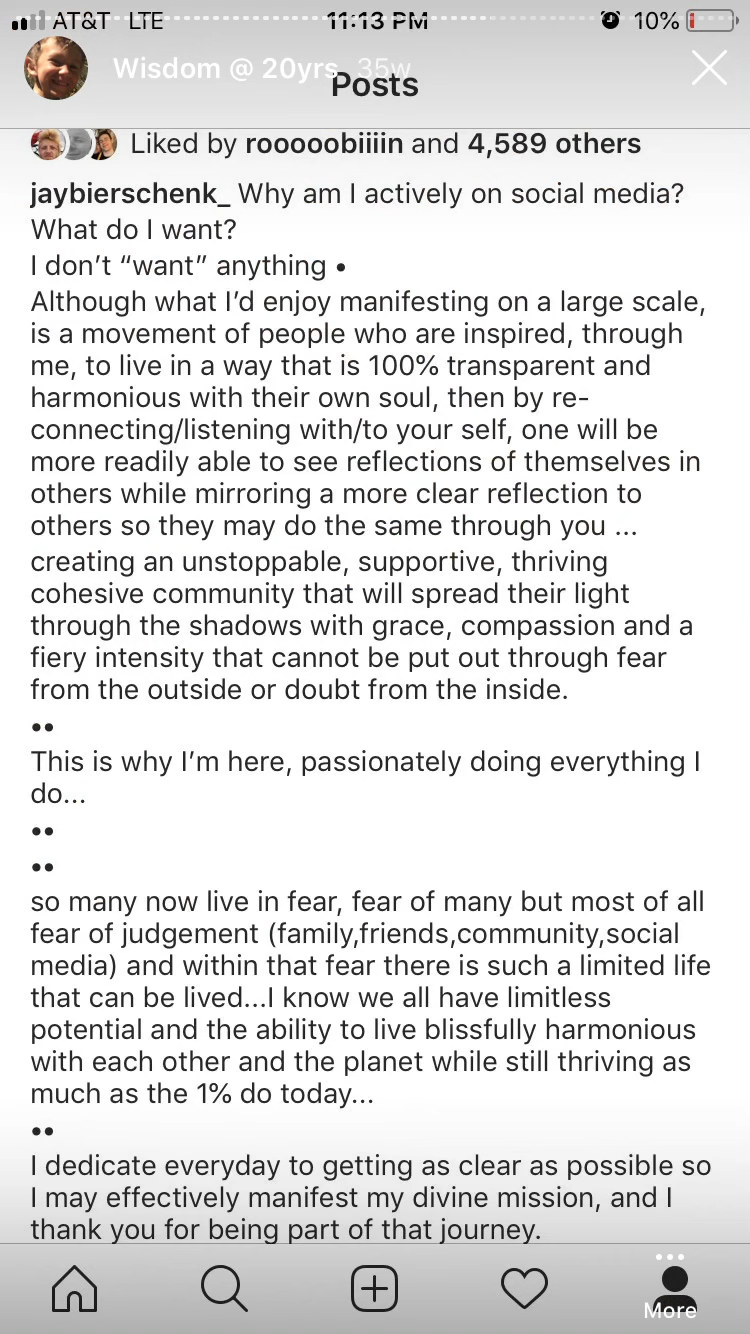 AT&T LTE 11:13 PM 10%
Wisdom @ 20yrs 35w
Posts
Liked by rooooobiiiin and 4,589 others
jaybierschenk_ Why am I actively on social media?
What do I want?
I don’t “want” anything •
Although what I’d enjoy manifesting on a large scale,
is a movement of people who are inspired, through
me, to live in a way that is 100% transparent and
harmonious with their own soul, then by re-
connecting/listening with/to your self, one will be
more readily able to see reflections of themselves in
others while mirroring a more clear reflection to
others so they may do the same through you ...
creating an unstoppable, supportive, thriving
cohesive community that will spread their light
through the shadows with grace, compassion and a
fiery intensity that cannot be put out through fear
from the outside or doubt from the inside.
••
This is why I’m here, passionately doing everything I
do...
••
••
so many now live in fear, fear of many but most of all
fear of judgement (family,friends,community,social
media) and within that fear there is such a limited life
that can be lived...I know we all have limitless
potential and the ability to live blissfully harmonious
with each other and the planet while still thriving as
much as the 1% do today...
••
I dedicate everyday to getting as clear as possible so
I may effectively manifest my divine mission, and I
thank you for being part of that journey.
More